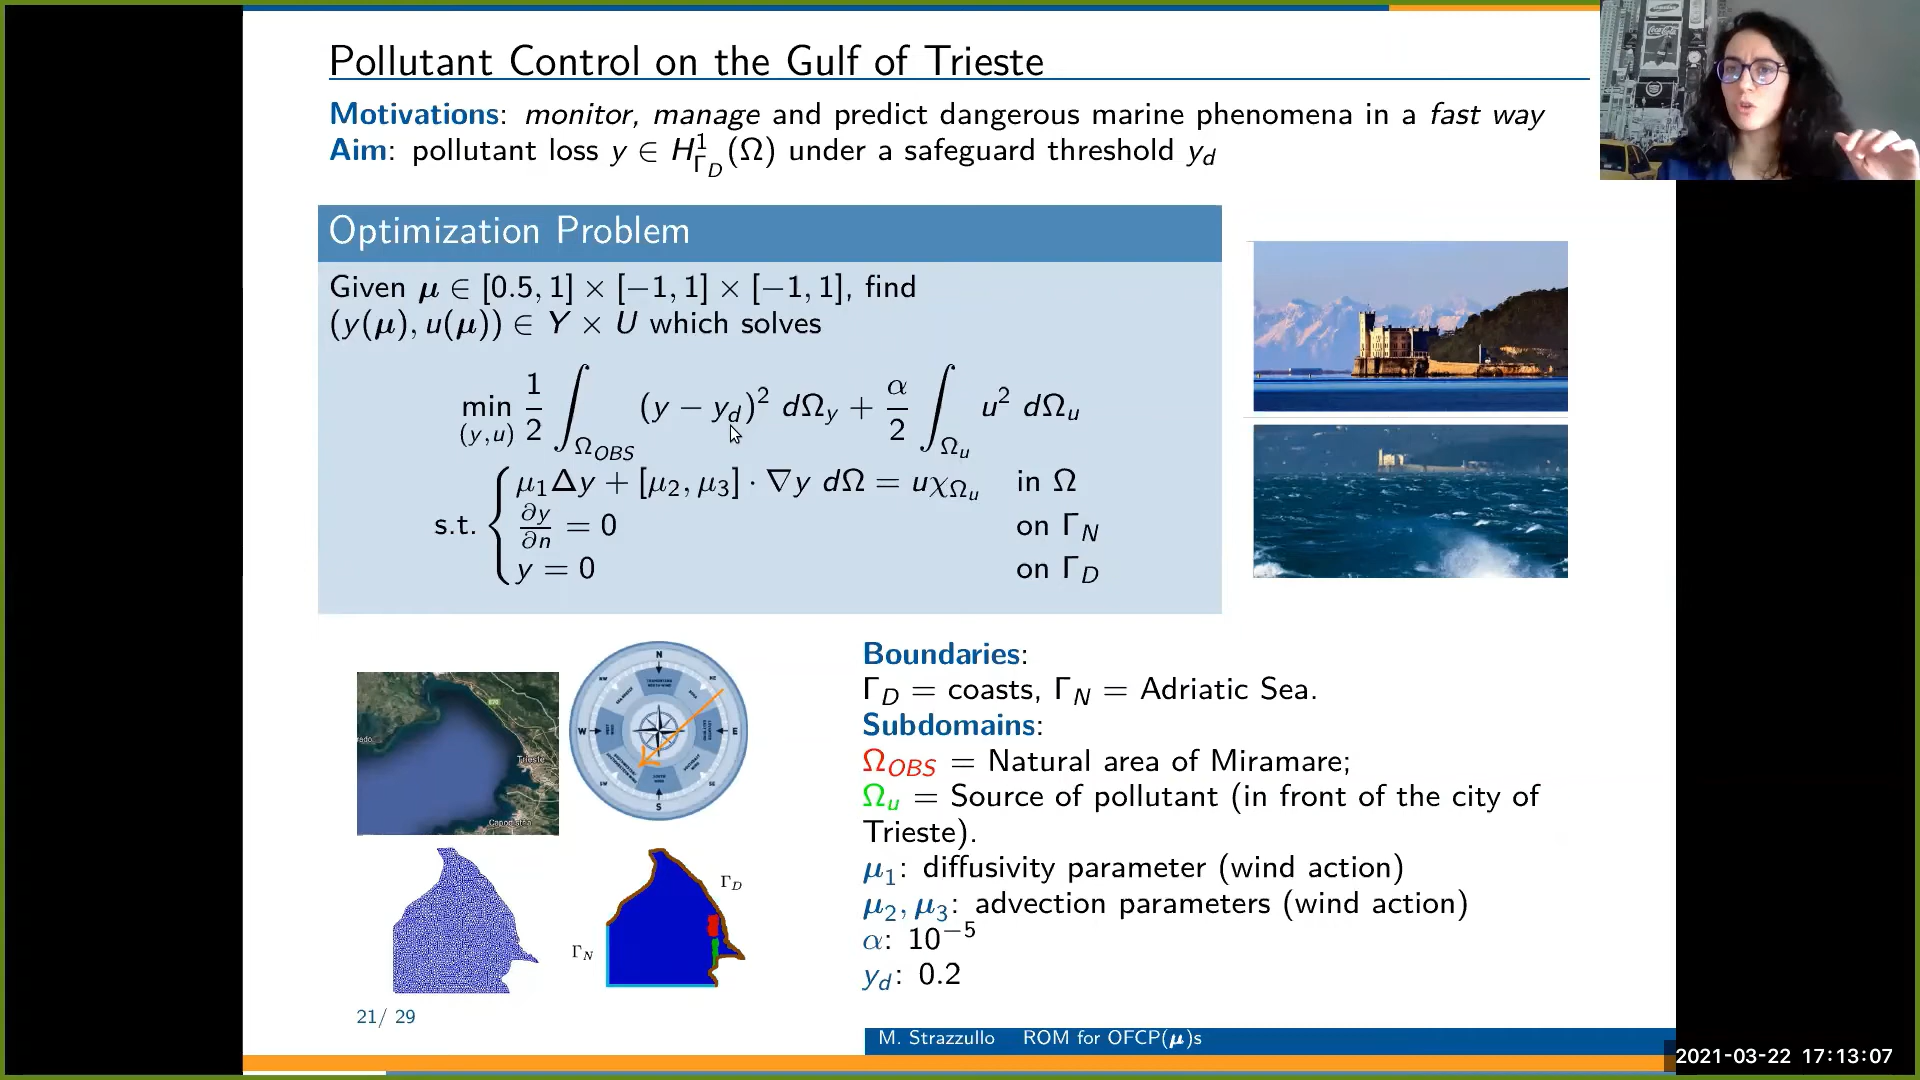 Pollutant Control on the Gulf of Trieste
Motivations: monitor, manage and predict dangerous marine phenomena in a fast way
Aim: pollutant loss y ∈ H¹_{Γ_D}(Ω) under a safeguard threshold y_d
Optimization Problem
Given μ ∈ [0.5, 1] × [−1, 1] × [−1, 1], find
(y(μ), u(μ)) ∈ Y × U which solves
min_{(y,u)} 1/2 ∫_{Ω_OBS} (y − y_d)² dΩ_y + α/2 ∫_{Ω_u} u² dΩ_u
s.t. { μ₁Δy + [μ₂, μ₃] · ∇y dΩ = uχ_{Ω_u} in Ω
∂y/∂n = 0 on Γ_N
y = 0 on Γ_D
Boundaries:
Γ_D = coasts, Γ_N = Adriatic Sea.
Subdomains:
Ω_OBS = Natural area of Miramare;
Ω_u = Source of pollutant (in front of the city of
Trieste).
μ₁: diffusivity parameter (wind action)
μ₂, μ₃: advection parameters (wind action)
α: 10⁻⁵
y_d: 0.2
Trieste
N
NE
E
SE
S
SW
W
NW
Γ_D
Γ_N
21/ 29
M. Strazzullo ROM for OFCP(μ)s
2021-03-22 17:13:07
Coca-Cola